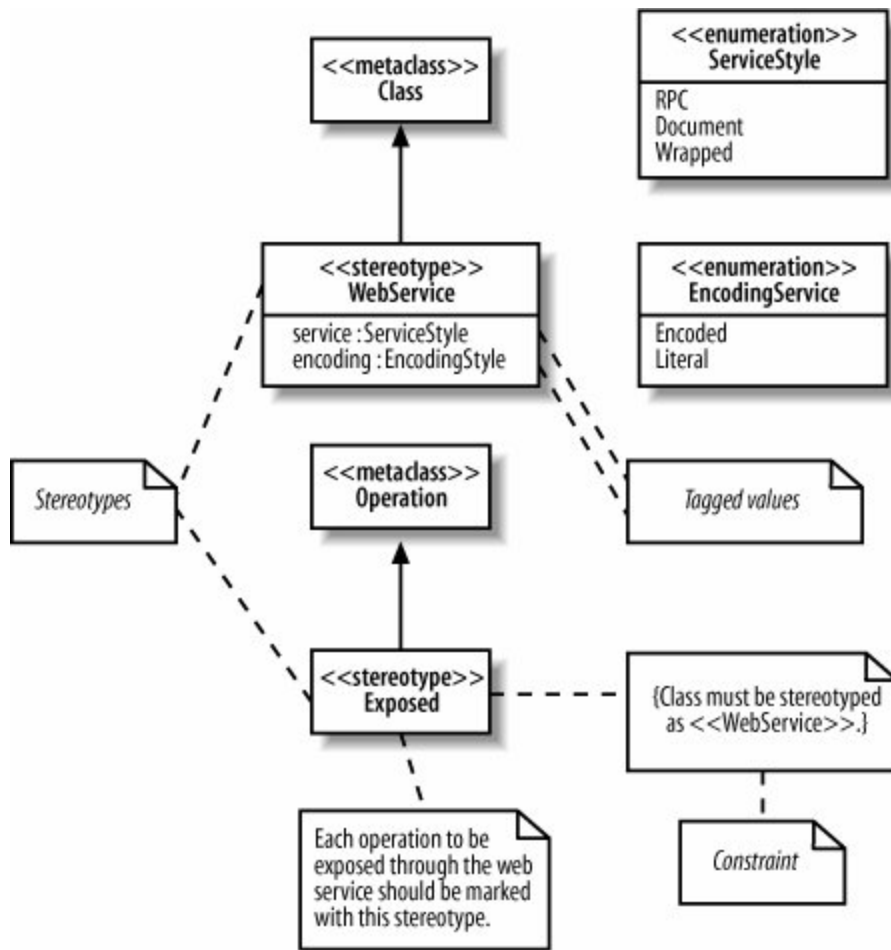 <<metaclass>>
Class
<<enumeration>>
ServiceStyle
RPC
Document
Wrapped
<<stereotype>>
WebService
service : ServiceStyle
encoding : EncodingStyle
<<enumeration>>
EncodingService
Encoded
Literal
Stereotypes
<<metaclass>>
Operation
Tagged values
<<stereotype>>
Exposed
{Class must be stereotyped
as <<WebService>>.}
Each operation to be
exposed through the web
service should be marked
with this stereotype.
Constraint